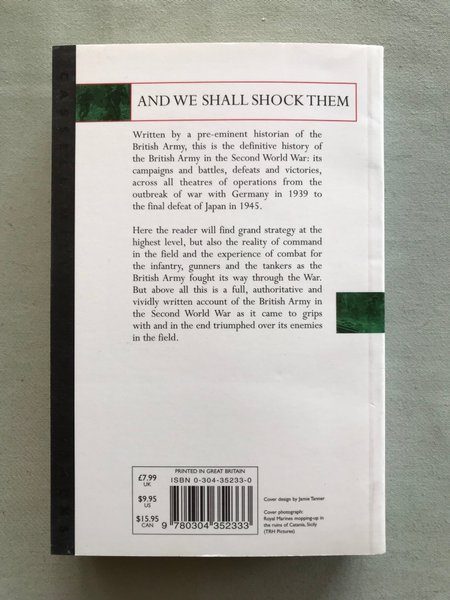 AND WE SHALL SHOCK THEM
Written by a pre-eminent historian of the
British Army, this is the definitive history of
the British Army in the Second World War: its
campaigns and battles, defeats and victories,
across all theatres of operations from the
outbreak of war with Germany in 1939 to
the final defeat of Japan in 1945.
Here the reader will find grand strategy at the
highest level, but also the reality of command
in the field and the experience of combat for
the infantry, gunners and the tankers as the
British Army fought its way through the War.
But above all this is a full, authoritative and
vividly written account of the British Army in
the Second World War as it came to grips
with and in the end triumphed over its enemies
in the field.
£7.99
UK
$9.95
US
$15.95
CAN
PRINTED IN GREAT BRITAIN
ISBN 0-304-35233-0
9 780304 352333
Cover design by Jamie Tanner
Cover photograph:
Royal Marines mopping-up in
the ruins of Catania, Sicily
(TRH Pictures)